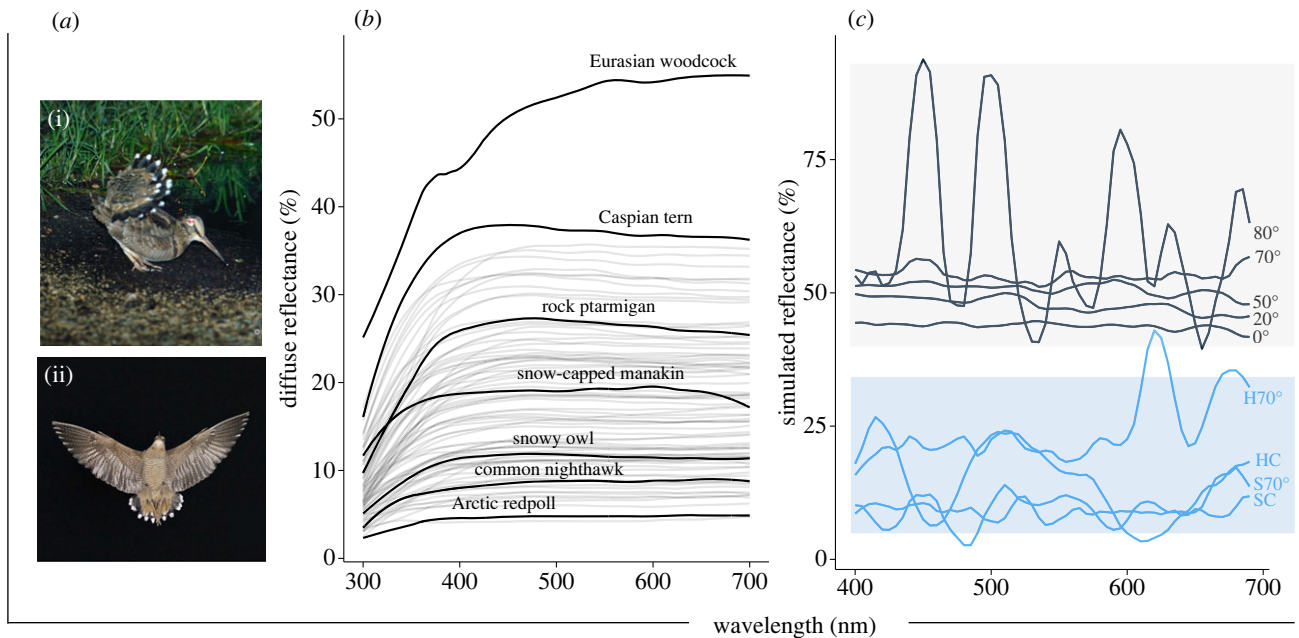 (a)
(b)
(c)
(i)
(ii)
diffuse reflectance (%)
50
40
30
20
10
0
300
400
500
600
700
Eurasian woodcock
Caspian tern
rock ptarmigan
snow-capped manakin
snowy owl
common nighthawk
Arctic redpoll
simulated reflectance (%)
75
50
25
0
400
500
600
700
80°
70°
50°
20°
0°
H70°
HC
S70°
SC
wavelength (nm)